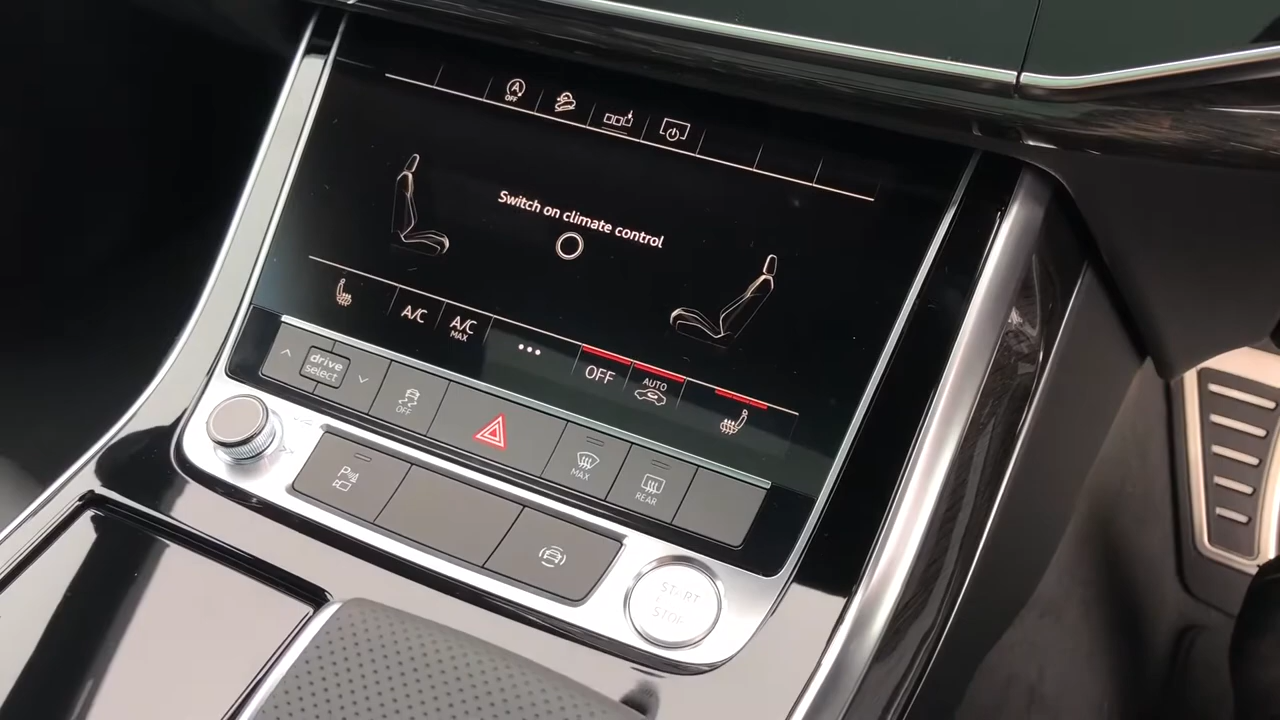 A
OFF
Switch on climate control
A/C
A/C
MAX
OFF
AUTO
drive
select
OFF
MAX
REAR
P
START
STOP